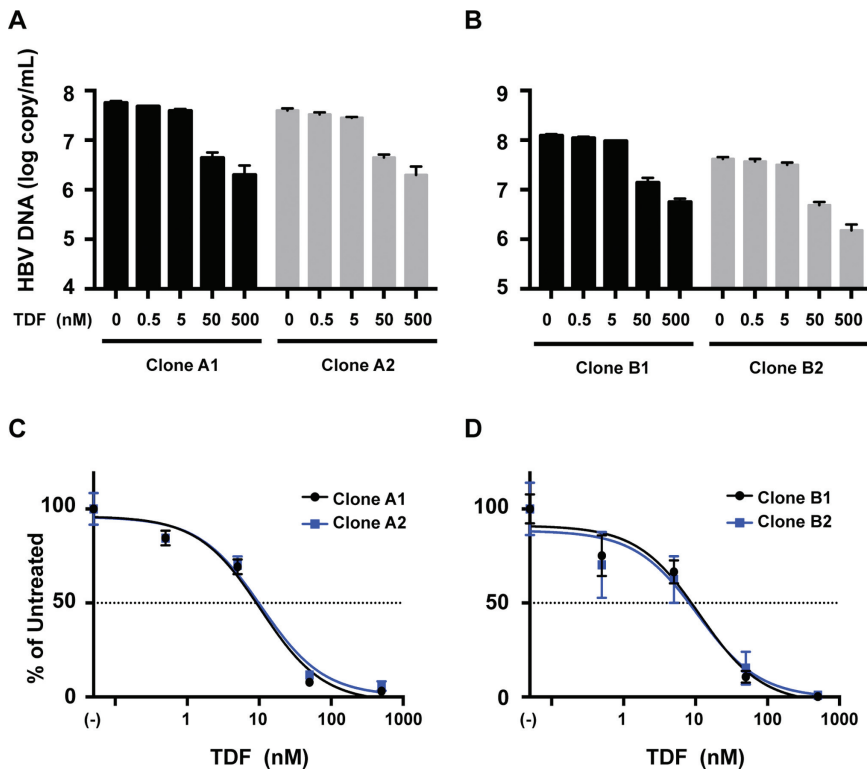 A
HBV DNA (log copy/mL)
8
7
6
5
4
TDF (nM) 0 0.5 5 50 500 0 0.5 5 50 500
Clone A1 Clone A2
B
9
8
7
6
5
0 0.5 5 50 500 0 0.5 5 50 500
Clone B1 Clone B2
C
% of Untreated
100
50
0
Clone A1
Clone A2
(-) 1 10 100 1000
TDF (nM)
D
100
50
0
Clone B1
Clone B2
(-) 1 10 100 1000
TDF (nM)